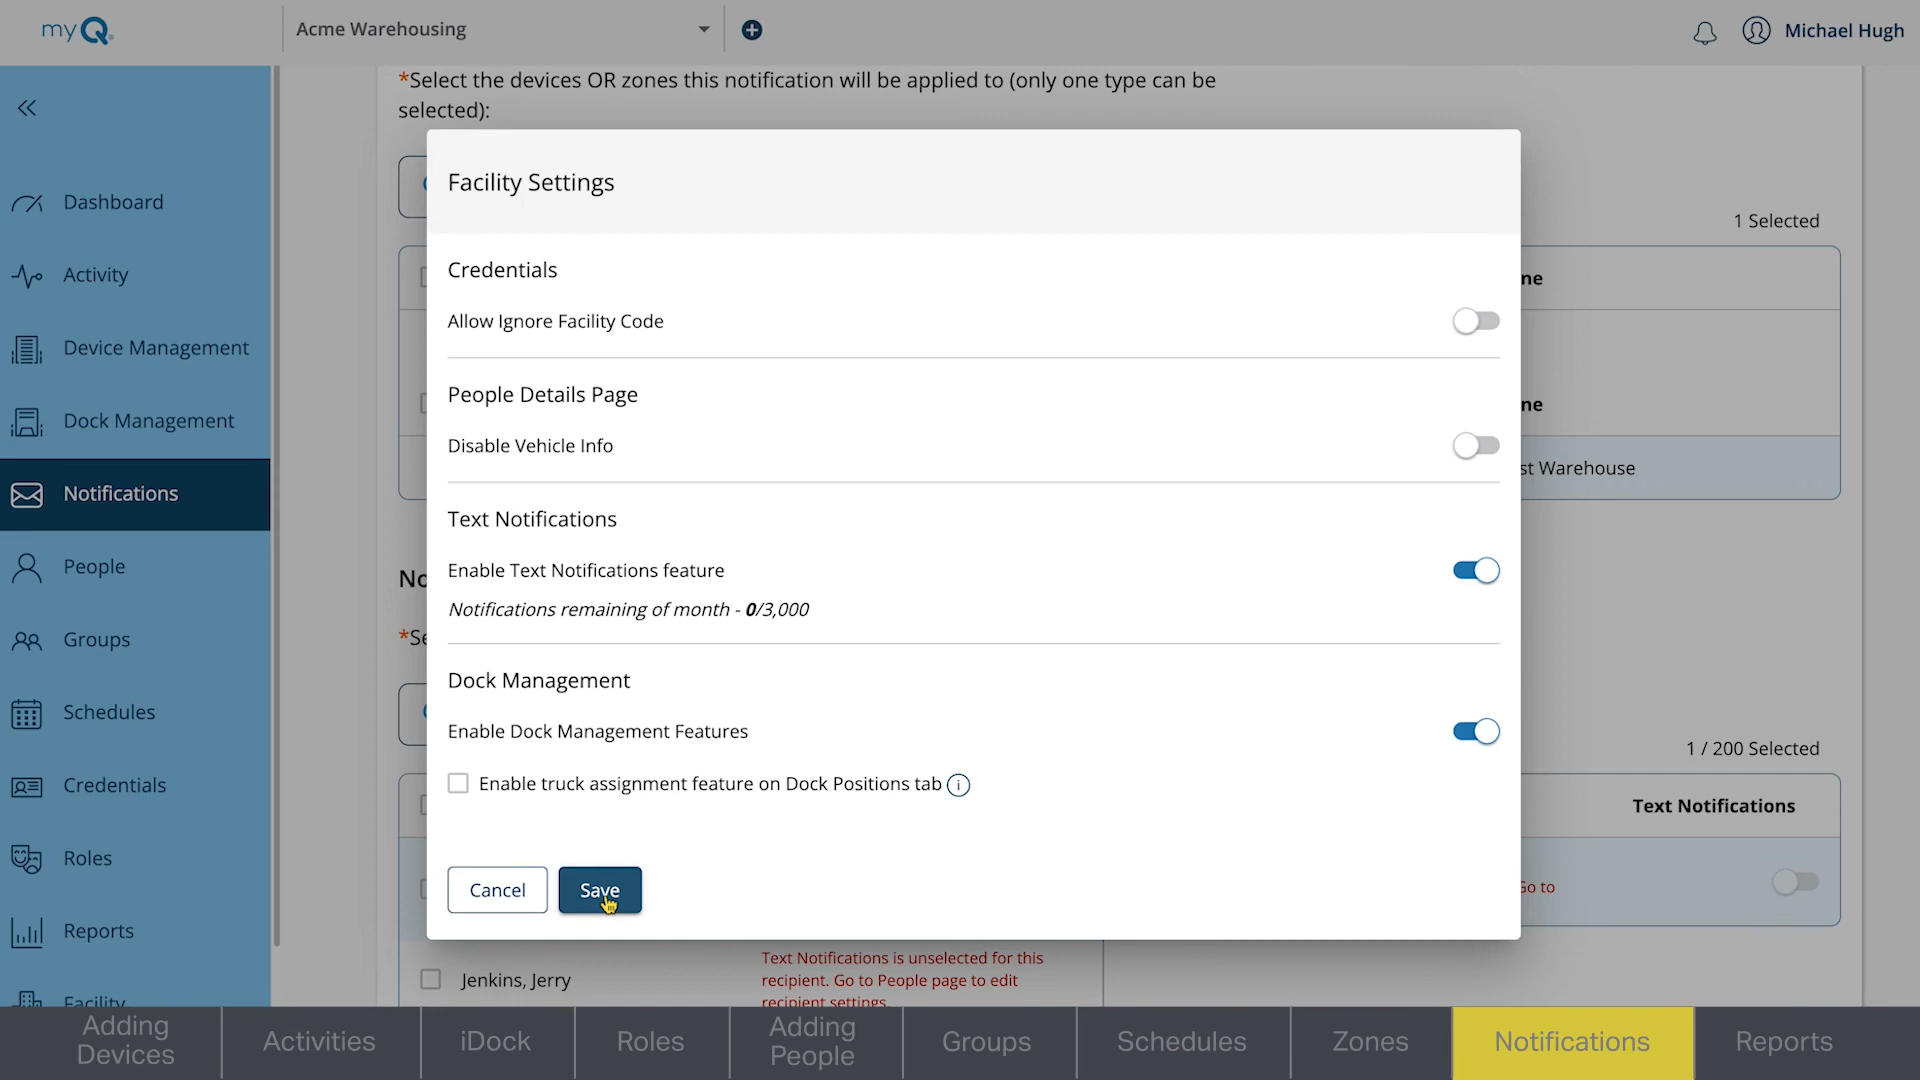 myQ
Acme Warehousing
Michael Hugh
*Select the devices OR zones this notification will be applied to (only one type can be
selected):
1 Selected
Dashboard
Activity
Device Management
Dock Management
Notifications
People
Groups
Schedules
Credentials
Roles
Reports
Facility
Facility Settings
Credentials
Allow Ignore Facility Code
People Details Page
Disable Vehicle Info
Text Notifications
Enable Text Notifications feature
Notifications remaining of month - 0/3,000
Dock Management
Enable Dock Management Features
Enable truck assignment feature on Dock Positions tab
Cancel
Save
ne
ne
st Warehouse
No
*Se
1 / 200 Selected
Text Notifications
Go to
Jenkins, Jerry
Text Notifications is unselected for this
recipient. Go to People page to edit
recipient settings.
Adding
Devices
Activities
iDock
Roles
Adding
People
Groups
Schedules
Zones
Notifications
Reports